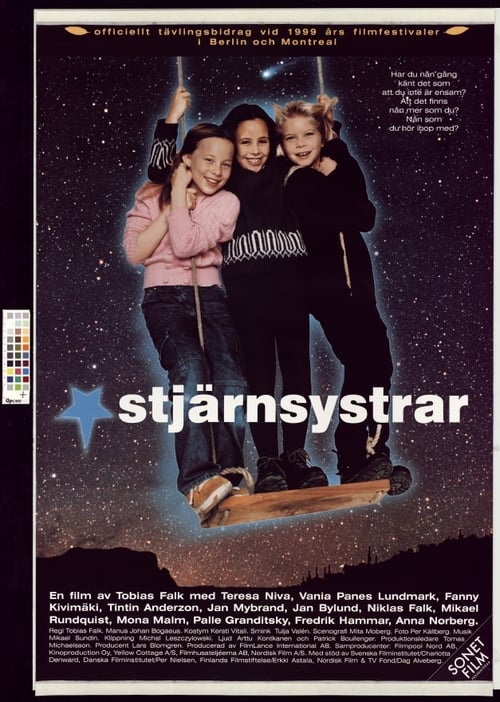 officiellt tävlingsbidrag vid 1999 års filmfestivaler
i Berlin och Montreal
Har du nån'gång
känt det som
att du inte är ensam?
Att det finns
nån mer som du?
Nån som
du hör ihop med?
stjärnsystrar
En film av Tobias Falk med Teresa Niva, Vania Panes Lundmark, Fanny
Kivimäki, Tintin Anderzon, Jan Mybrand, Jan Bylund, Niklas Falk, Mikael
Rundquist, Mona Malm, Palle Granditsky, Fredrik Hammar, Anna Norberg.
Regi Tobias Falk. Manus Johan Bogaeus. Kostym Kersti Vitali. Smink Tuija Valén. Scenografi Mita Moberg. Foto Per Källberg. Musik
Mikael Sundin. Klippning Michal Leszczylowski. Ljud Arttu Kontkanen och Patrick Boullenger. Produktionsledare Tomas
Michaelsson. Producent Lars Blomgren. Producerad av FilmLance International AB. Samproducenter: Filmpool Nord AB,
Kinoproduction Oy, Yellow Cottage A/S, Filmhuset Nordisk Film A/S. Med stöd av Svenska Filminstitutet/Charlotta
Denward, Danska Filminstitutet/Per Nielsen, Finlands Filmstiftelse/Erkki Astala, Nordisk Film & TV Fond/Dag Alveberg.
SONET
FILM